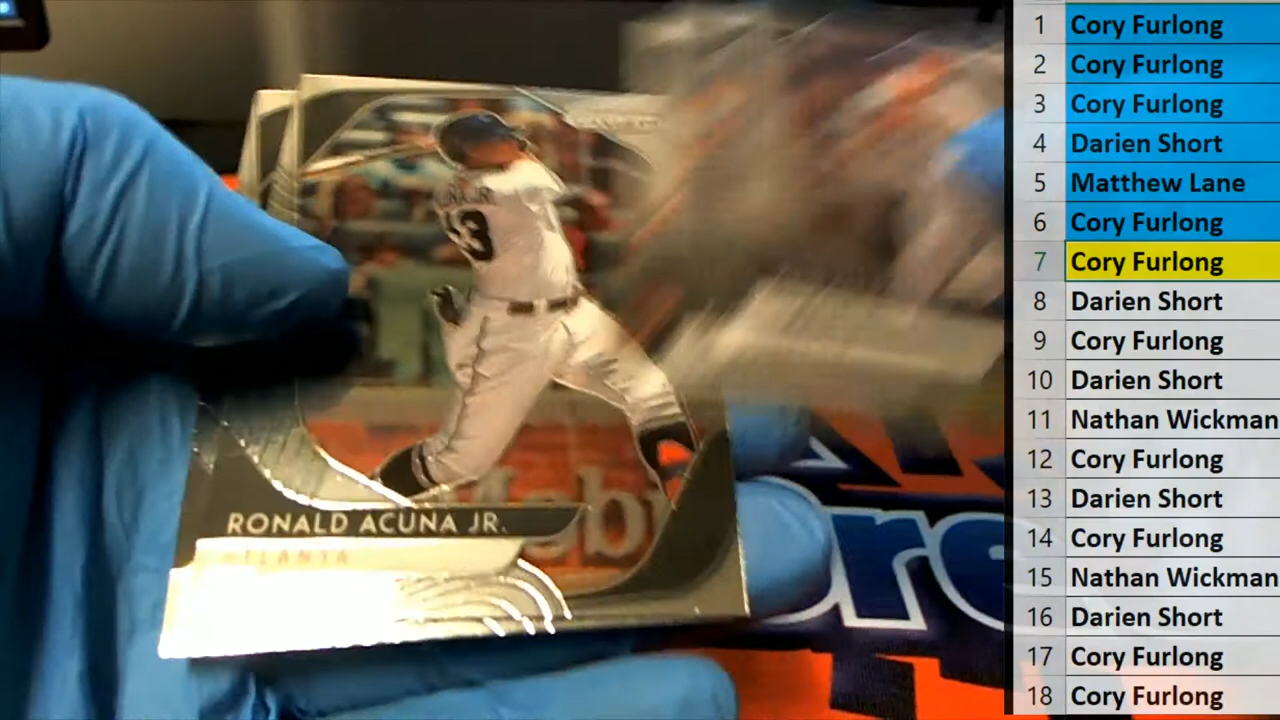 13
RONALD ACUNA JR.
ATLANTA
1 Cory Furlong
2 Cory Furlong
3 Cory Furlong
4 Darien Short
5 Matthew Lane
6 Cory Furlong
7 Cory Furlong
8 Darien Short
9 Cory Furlong
10 Darien Short
11 Nathan Wickman
12 Cory Furlong
13 Darien Short
14 Cory Furlong
15 Nathan Wickman
16 Darien Short
17 Cory Furlong
18 Cory Furlong